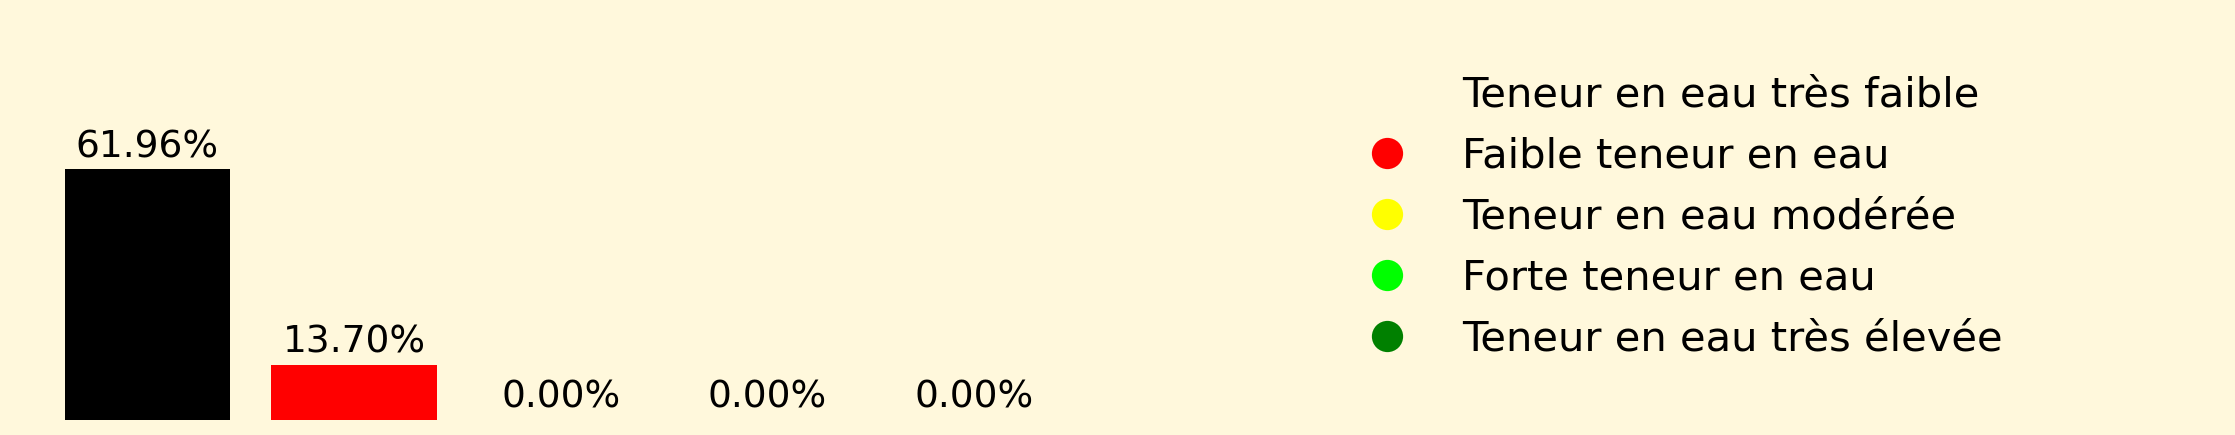 61.96%
13.70%
0.00%
0.00%
0.00%
Teneur en eau très faible
Faible teneur en eau
Teneur en eau modérée
Forte teneur en eau
Teneur en eau très élevée